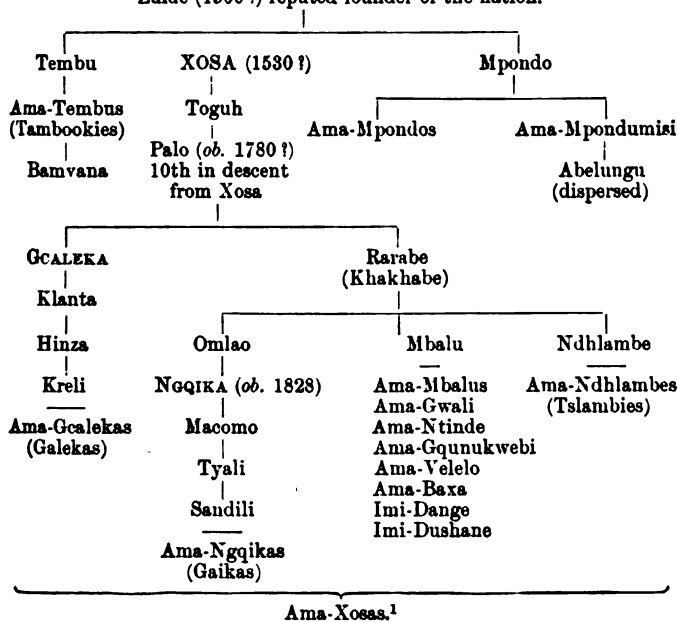 Zuide (1500 ?) reputed founder of the nation.
Tembu XOSA (1530 ?) Mpondo
Ama-Tembus Toguh Ama-Mpondos Ama-Mpondumisi
(Tambookies)
Palo (ob. 1780 ?) Abelungu
Bamvana 10th in descent (dispersed)
from Xosa
GCALEKA Rarabe
(Khakhabe)
Klanta
Hinza Omlao Mbalu Ndhlambe
Kreli NGQIKA (ob. 1828) Ama-Mbalus Ama-Ndhlambes
Ama-Gwali (Tslambies)
Ama-Gcalekas Macomo Ama-Ntinde
(Galekas) Ama-Gqunukwebi
Tyali Ama-Velelo
Ama-Baxa
Sandili Imi-Dange
Imi-Dushane
Ama-Ngqikas
(Gaikas)
Ama-Xosas.¹